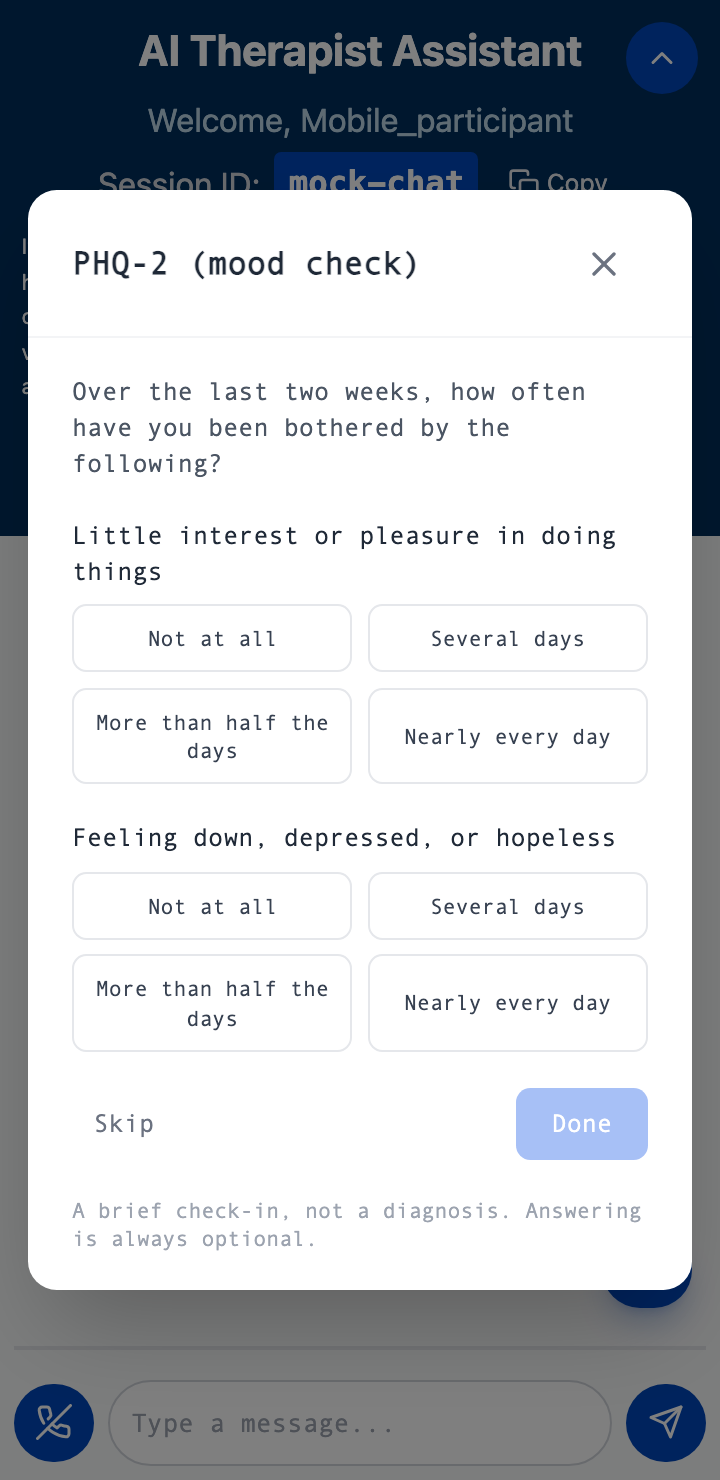 AI Therapist Assistant
Welcome, Mobile_participant
Session ID: mock-chat Copy
PHQ-2 (mood check)
Over the last two weeks, how often
have you been bothered by the
following?
Little interest or pleasure in doing
things
Not at all
Several days
More than half the
days
Nearly every day
Feeling down, depressed, or hopeless
Not at all
Several days
More than half the
days
Nearly every day
Skip
Done
A brief check-in, not a diagnosis. Answering
is always optional.
Type a message...